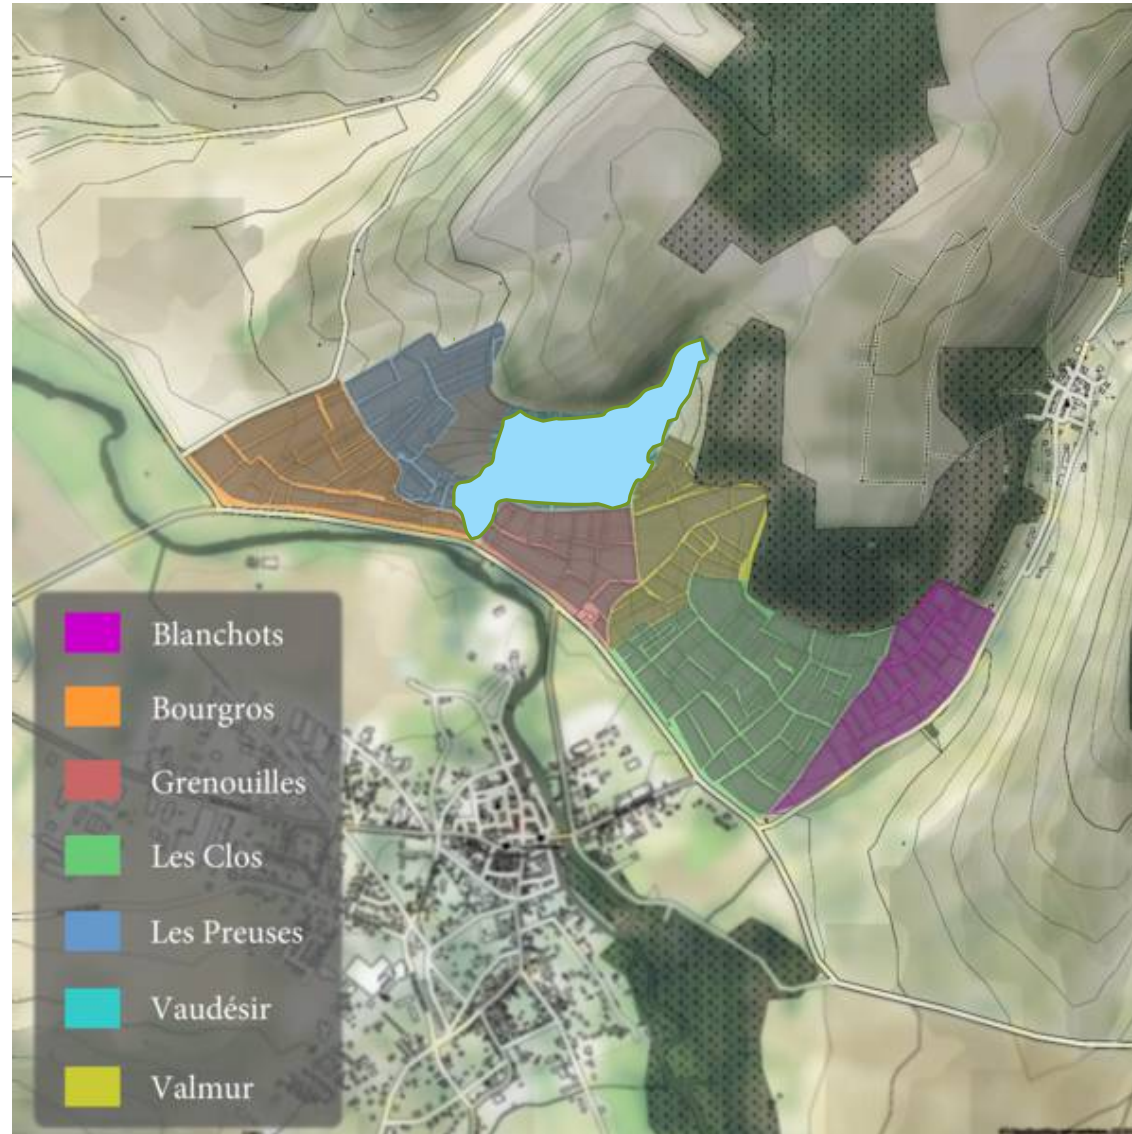 Blanchots
Bourgros
Grenouilles
Les Clos
Les Preuses
Vaudésir
Valmur